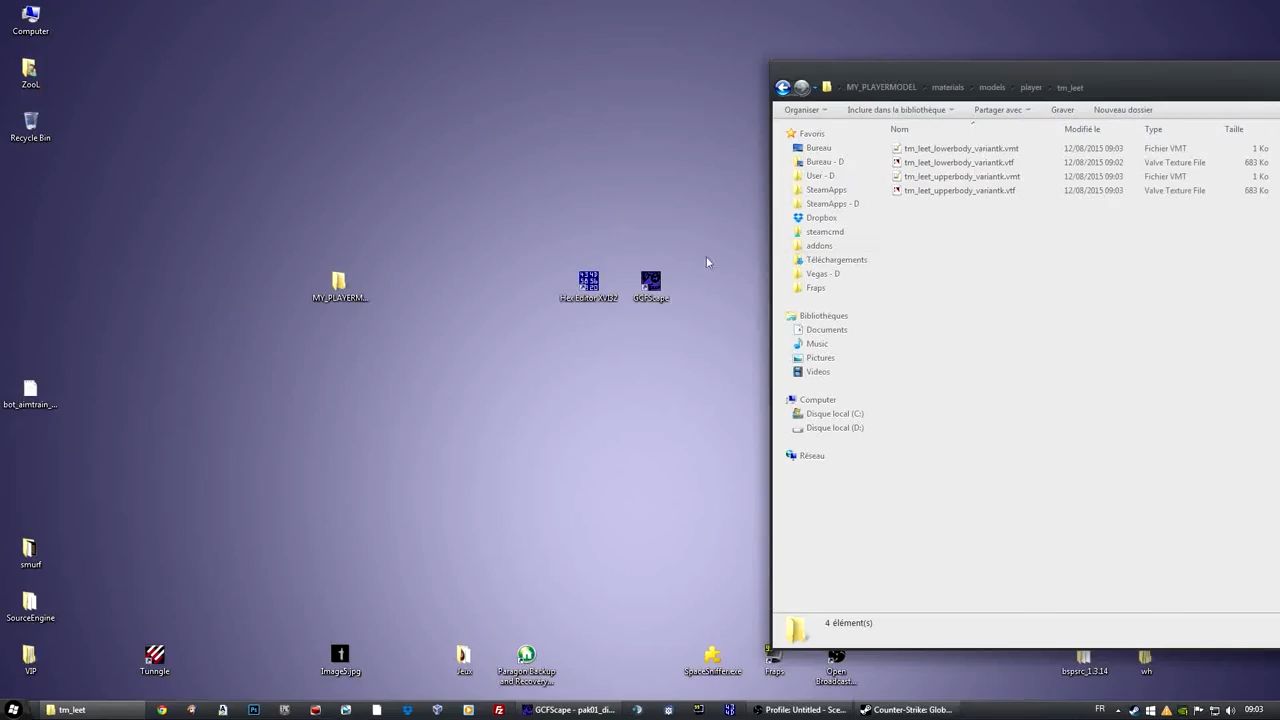 Computer
ZooL
Recycle Bin
bot_aimtrain_...
smurf
SourceEngine
VIP
MY_PLAYERM...
HexEditor XVI32
GCFScape
Tunngle
Image5.jpg
Jeux
Paragon Backup
and Recovery...
SpaceSniffer.exe
Fraps
Open
Broadcast...
bspsrc_1.3.14
wh
MY_PLAYERMODEL materials models player tm_leet
Organiser Inclure dans la bibliothèque Partager avec Graver Nouveau dossier
Nom Modifié le Type Taille
tm_leet_lowerbody_variantk.vmt 12/08/2015 09:03 Fichier VMT 1 Ko
tm_leet_lowerbody_variantk.vtf 12/08/2015 09:02 Valve Texture File 683 Ko
tm_leet_upperbody_variantk.vmt 12/08/2015 09:03 Fichier VMT 1 Ko
tm_leet_upperbody_variantk.vtf 12/08/2015 09:03 Valve Texture File 683 Ko
Favoris
Bureau
Bureau - D
User - D
SteamApps
SteamApps - D
Dropbox
steamcmd
addons
Téléchargements
Vegas - D
Fraps
Bibliothèques
Documents
Music
Pictures
Videos
Computer
Disque local (C:)
Disque local (D:)
Réseau
4 élément(s)
tm_leet GCFScape - pak01_di... Profile: Untitled - Sce... Counter-Strike: Glob... FR 09:03